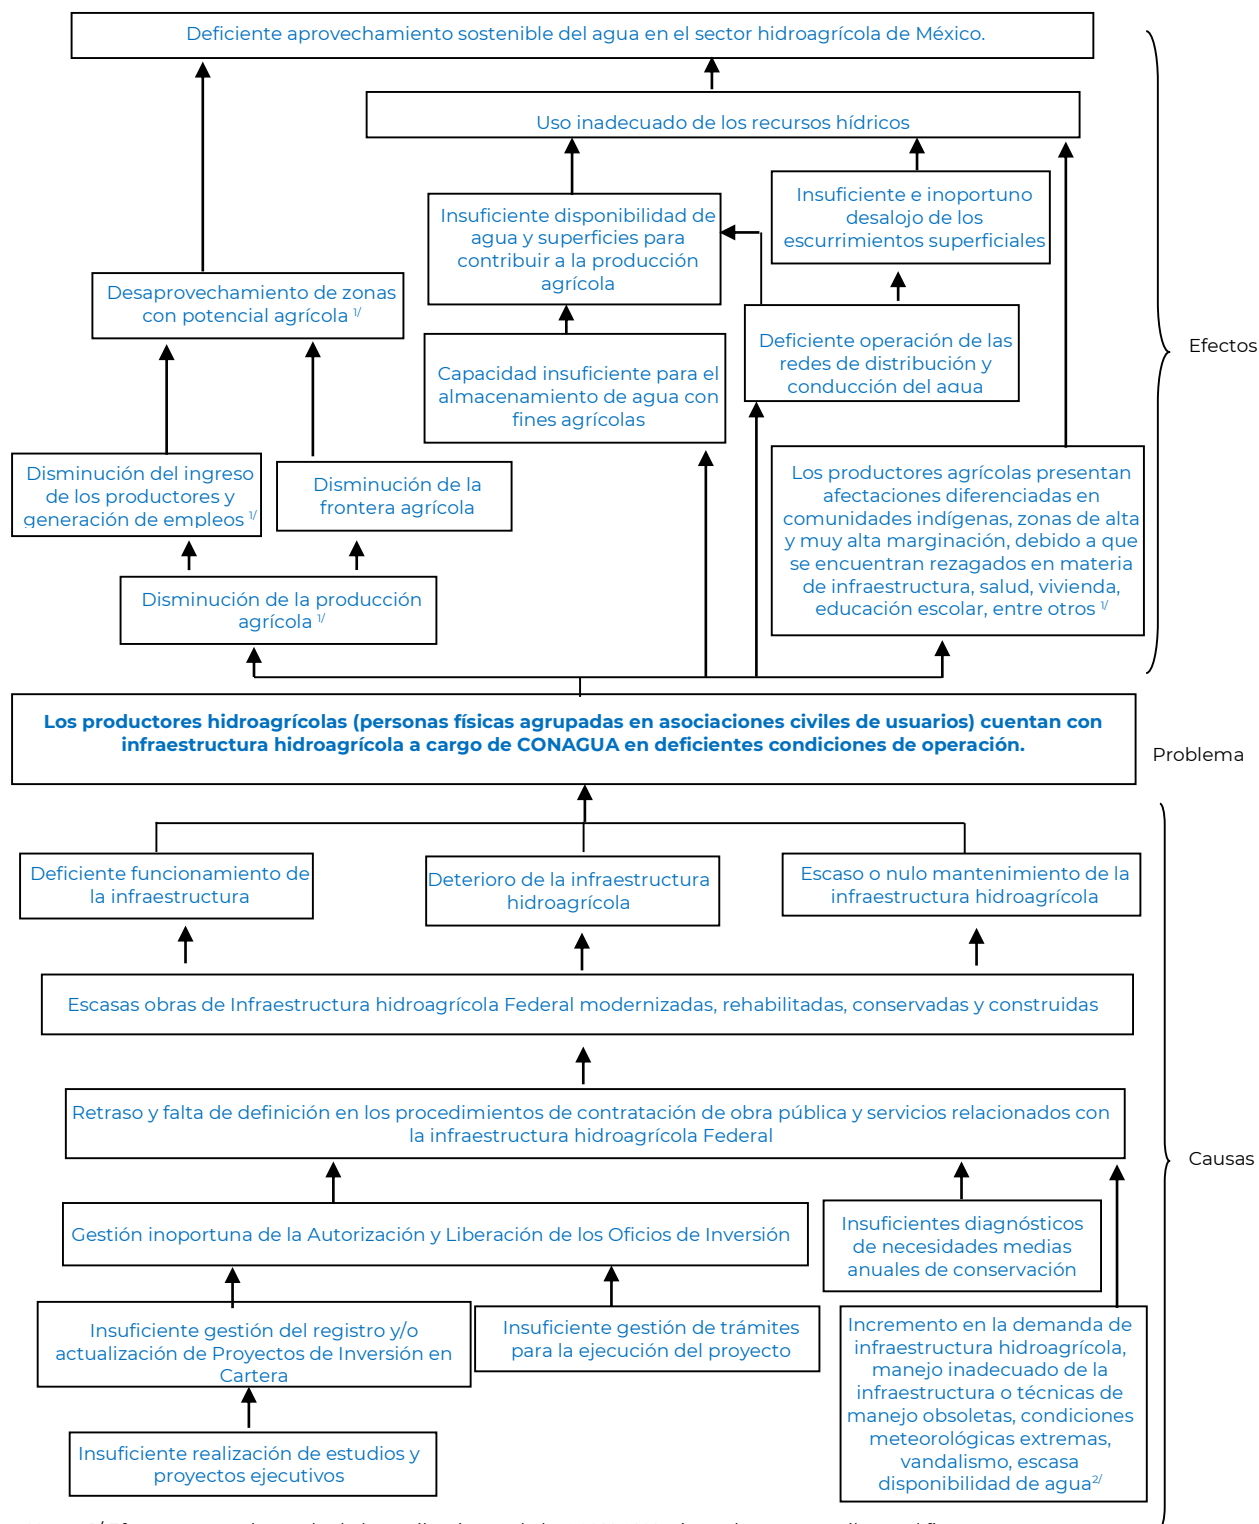 Deficiente aprovechamiento sostenible del agua en el sector hidroagrícola de México.
Uso inadecuado de los recursos hídricos
Insuficiente e inoportuno
desalojo de los
escurrimientos superficiales
Insuficiente disponibilidad de
agua y superficies para
contribuir a la producción
agrícola
Desaprovechamiento de zonas
con potencial agrícola 1/
Deficiente operación de las
redes de distribución y
conducción del agua
Efectos
Capacidad insuficiente para el
almacenamiento de agua con
fines agrícolas
Disminución del ingreso
de los productores y
generación de empleos 1/
Disminución de la
frontera agrícola
Los productores agrícolas presentan
afectaciones diferenciadas en
comunidades indígenas, zonas de alta
y muy alta marginación, debido a que
se encuentran rezagados en materia
de infraestructura, salud, vivienda,
educación escolar, entre otros 1/
Disminución de la producción
agrícola 1/
Los productores hidroagrícolas (personas físicas agrupadas en asociaciones civiles de usuarios) cuentan con
infraestructura hidroagrícola a cargo de CONAGUA en deficientes condiciones de operación.
Problema
Deficiente funcionamiento de
la infraestructura
Deterioro de la infraestructura
hidroagrícola
Escaso o nulo mantenimiento de la
infraestructura hidroagrícola
Escasas obras de Infraestructura hidroagrícola Federal modernizadas, rehabilitadas, conservadas y construidas
Retraso y falta de definición en los procedimientos de contratación de obra pública y servicios relacionados con
la infraestructura hidroagrícola Federal
Causas
Gestión inoportuna de la Autorización y Liberación de los Oficios de Inversión
Insuficientes diagnósticos
de necesidades medias
anuales de conservación
Insuficiente gestión del registro y/o
actualización de Proyectos de Inversión en
Cartera
Insuficiente gestión de trámites
para la ejecución del proyecto
Incremento en la demanda de
infraestructura hidroagrícola,
manejo inadecuado de la
infraestructura o técnicas de
manejo obsoletas, condiciones
meteorológicas extremas,
vandalismo, escasa
disponibilidad de agua2/
Insuficiente realización de estudios y
proyectos ejecutivos